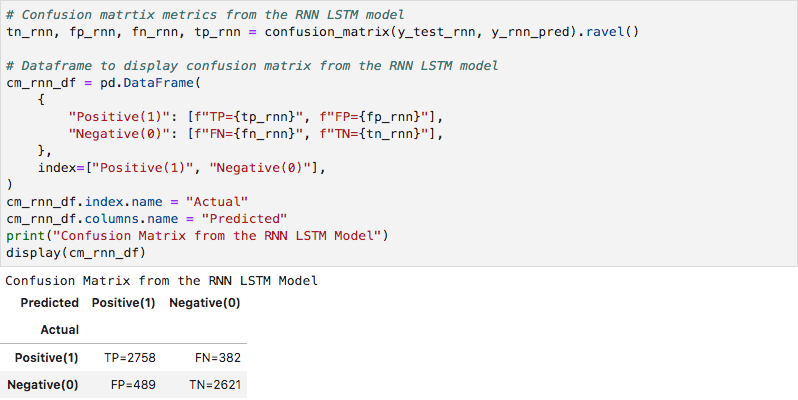 # Confusion matrtix metrics from the RNN LSTM model
tn_rnn, fp_rnn, fn_rnn, tp_rnn = confusion_matrix(y_test_rnn, y_rnn_pred).ravel()

# Dataframe to display confusion matrix from the RNN LSTM model
cm_rnn_df = pd.DataFrame(
    {
        "Positive(1)": [f"TP={tp_rnn}", f"FP={fp_rnn}"],
        "Negative(0)": [f"FN={fn_rnn}", f"TN={tn_rnn}"],
    },
    index=["Positive(1)", "Negative(0)"],
)
cm_rnn_df.index.name = "Actual"
cm_rnn_df.columns.name = "Predicted"
print("Confusion Matrix from the RNN LSTM Model")
display(cm_rnn_df)
Confusion Matrix from the RNN LSTM Model
Predicted Positive(1) Negative(0)
Actual
Positive(1) TP=2758 FN=382
Negative(0) FP=489 TN=2621